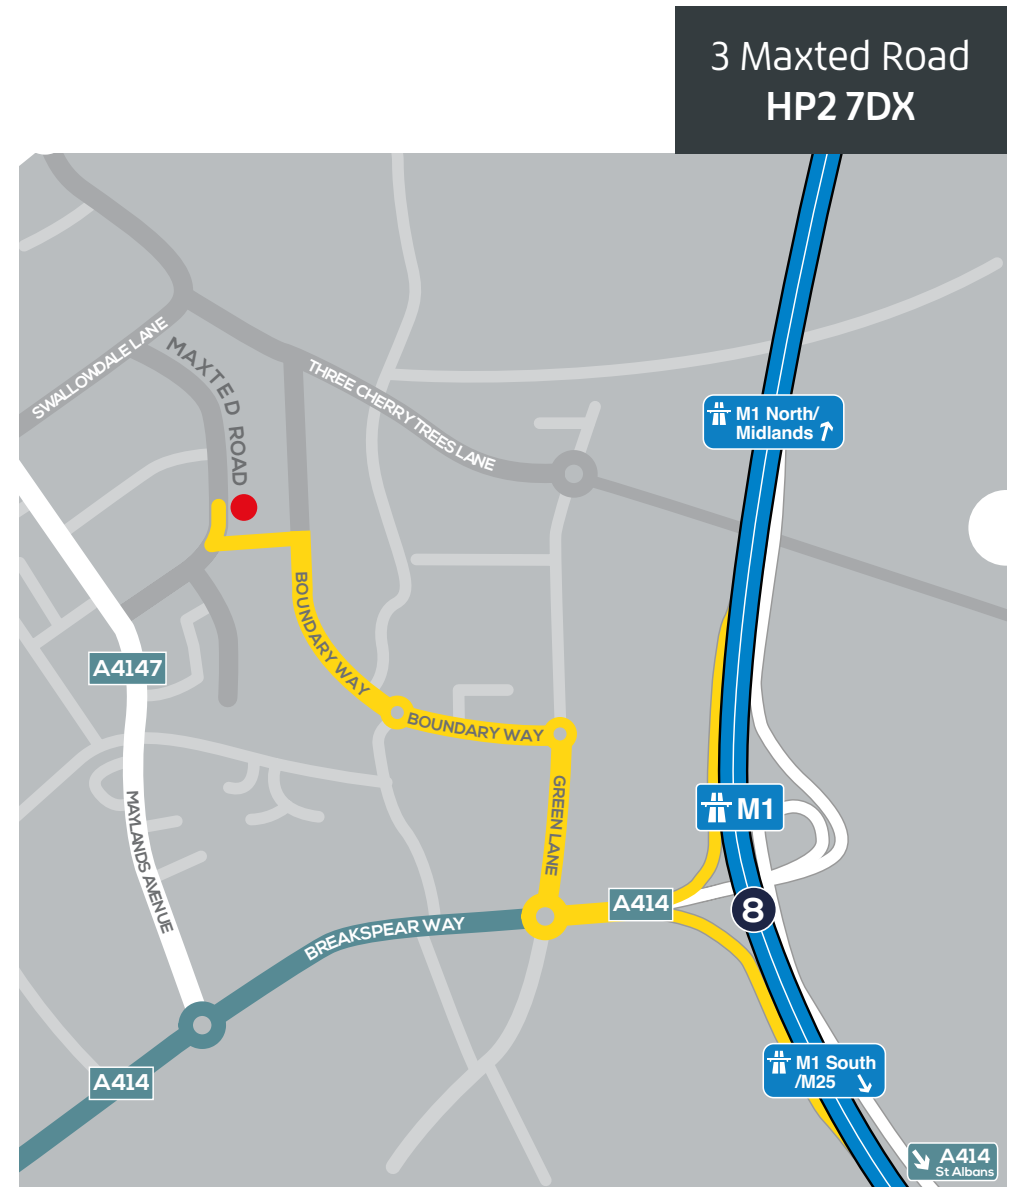 3 Maxted Road
HP2 7DX
SWALLOWDALE LANE
MAXTED ROAD
THREE CHERRY TREES LANE
M1 North/
Midlands
BOUNDARY WAY
A4147
BOUNDARY WAY
GREEN LANE
M1
MAYLANDS AVENUE
A414
8
BREAKSPEAR WAY
M1 South
/M25
A414
A414
St Albans